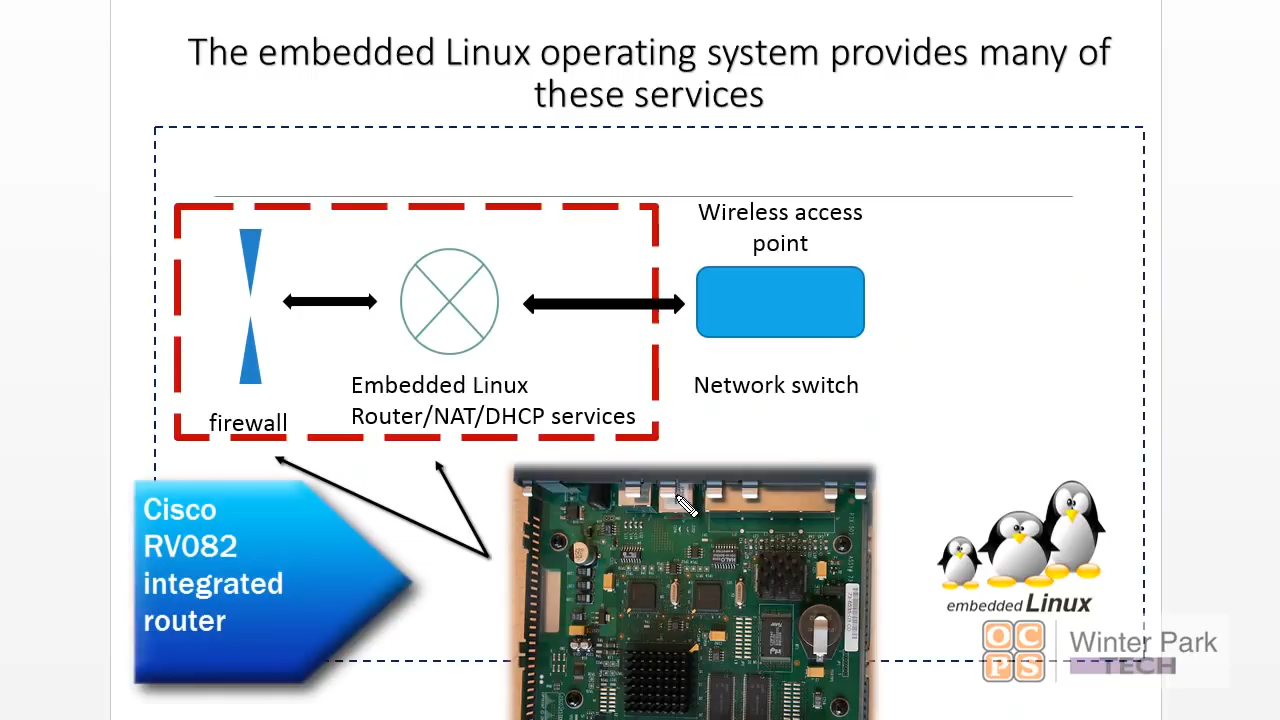 The embedded Linux operating system provides many of
these services
Wireless access
point
Embedded Linux
Router/NAT/DHCP services
firewall
Network switch
Cisco
RV082
integrated
router
embedded Linux
OC
PS
Winter Park
TECH